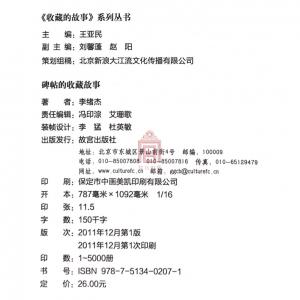 《收藏的故事》系列丛书
主 编：王亚民
副 主 编：刘馨蓬 赵 阳
策划组稿：北京新浪大江流文化传播有限公司
碑帖的收藏故事
著 者：李绪杰
责任编辑：冯印淙 艾珊歌
装帧设计：李 猛 杜英敏
出版发行：故宫出版社
地址：北京市东城区景山前街4号 邮编：100009
电话：010-85007808 010-85007816 传真：010-65129479
网址：www.culturefc.cn 邮箱：ggcb@culturefc.cn
印 刷：保定市中画美凯印刷有限公司
开 本：787毫米×1092毫米 1/16
印 张：11.5
字 数：150千字
版 次：2011年12月第1版
2011年12月第1次印刷
印 数：1~5000册
书 号：ISBN 978-7-5134-0207-1
定 价：26.00元